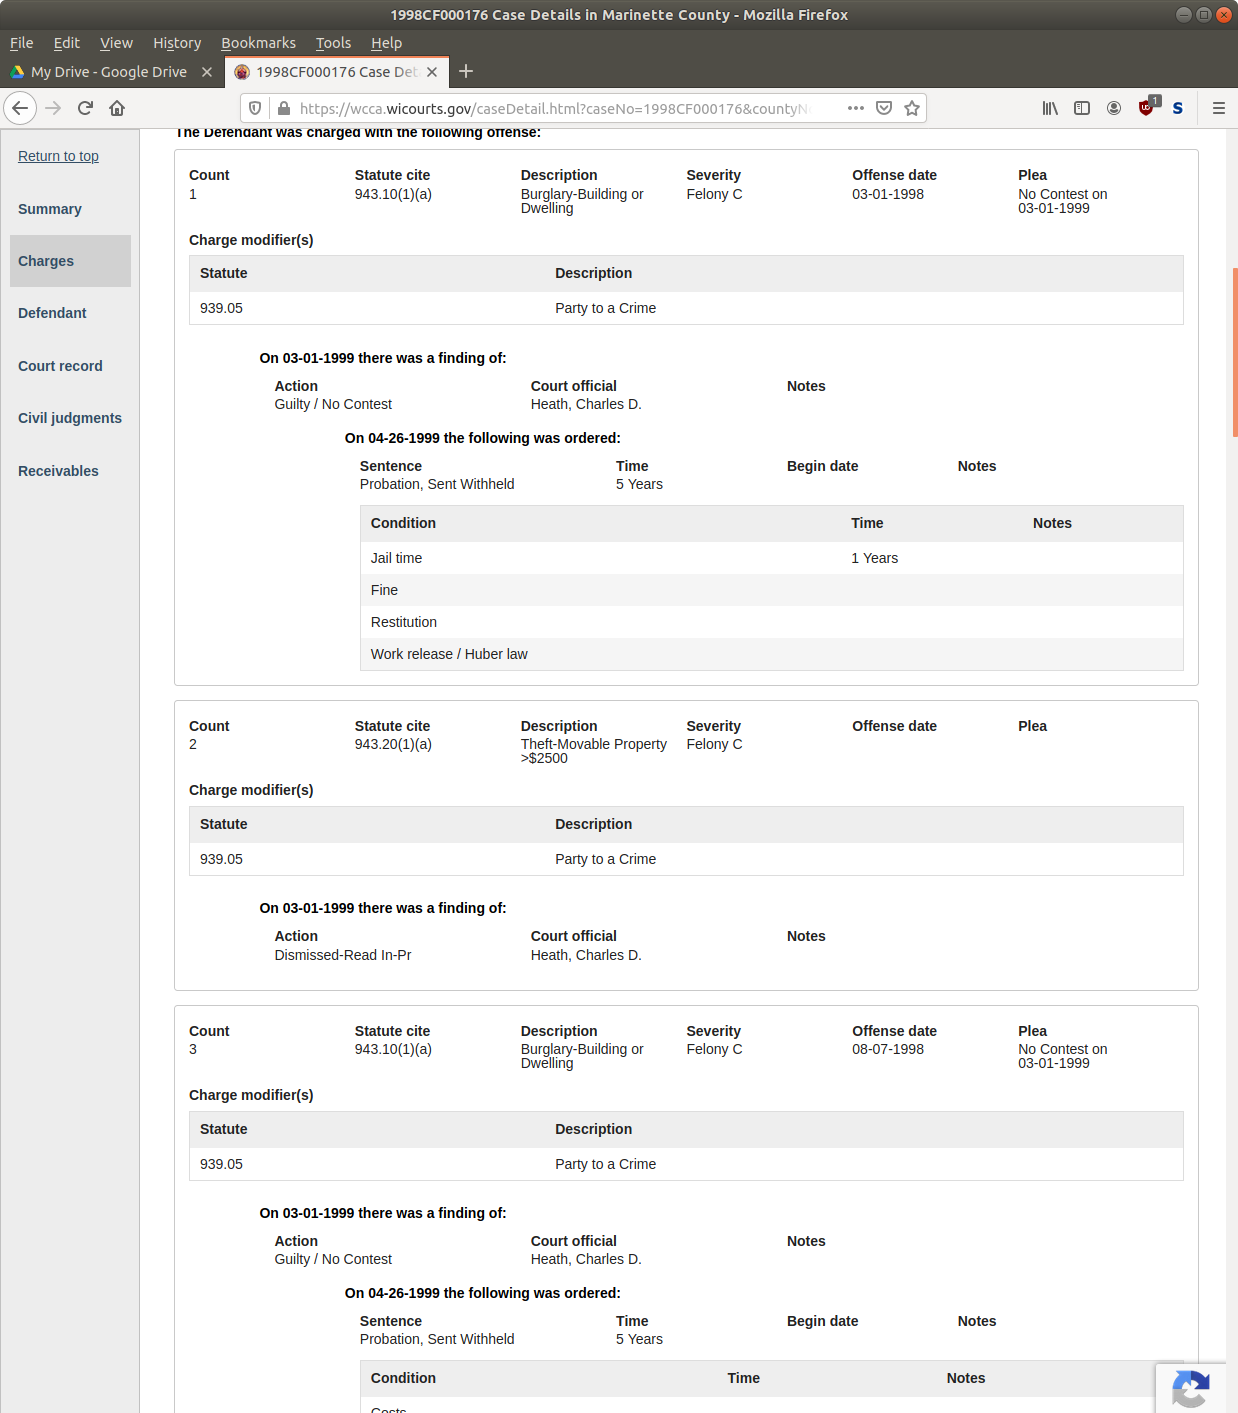 1998CF000176 Case Details in Marinette County - Mozilla Firefox
File Edit View History Bookmarks Tools Help
My Drive - Google Drive 1998CF000176 Case Det
https://wcca.wicourts.gov/caseDetail.html?caseNo=1998CF000176&countyN 1 S
The Defendant was charged with the following offense:
Return to top
Summary
Charges
Defendant
Court record
Civil judgments
Receivables
Count Statute cite Description Severity Offense date Plea
1 943.10(1)(a) Burglary-Building or Felony C 03-01-1998 No Contest on
Dwelling 03-01-1999
Charge modifier(s)
Statute Description
939.05 Party to a Crime
On 03-01-1999 there was a finding of:
Action Court official Notes
Guilty / No Contest Heath, Charles D.
On 04-26-1999 the following was ordered:
Sentence Time Begin date Notes
Probation, Sent Withheld 5 Years
Condition Time Notes
Jail time 1 Years
Fine
Restitution
Work release / Huber law
Count Statute cite Description Severity Offense date Plea
2 943.20(1)(a) Theft-Movable Property Felony C
>$2500
Charge modifier(s)
Statute Description
939.05 Party to a Crime
On 03-01-1999 there was a finding of:
Action Court official Notes
Dismissed-Read In-Pr Heath, Charles D.
Count Statute cite Description Severity Offense date Plea
3 943.10(1)(a) Burglary-Building or Felony C 08-07-1998 No Contest on
Dwelling 03-01-1999
Charge modifier(s)
Statute Description
939.05 Party to a Crime
On 03-01-1999 there was a finding of:
Action Court official Notes
Guilty / No Contest Heath, Charles D.
On 04-26-1999 the following was ordered:
Sentence Time Begin date Notes
Probation, Sent Withheld 5 Years
Condition Time Notes
Costs